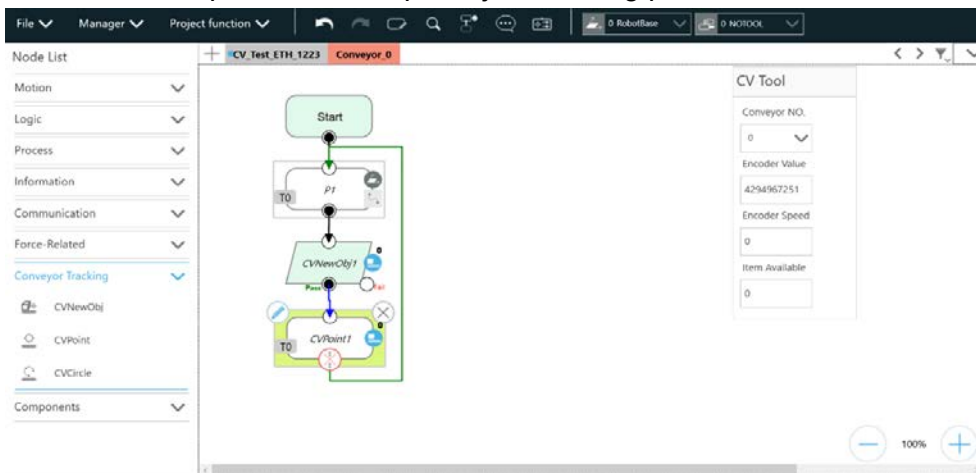 File Manager Project function 0 RobotBase 0 NOTOOL
Node List
CV_Test_ETH_1223 Conveyor_0
Motion
Logic
Process
Information
Communication
Force-Related
Conveyor Tracking
CVNewObj
CVPoint
CVCircle
Components
Start
T0 P1
CVNewObj1 0
Pass Fail
T0 CVPoint1 0
CV Tool
Conveyor NO.
0
Encoder Value
4294967251
Encoder Speed
0
Item Available
0
100%